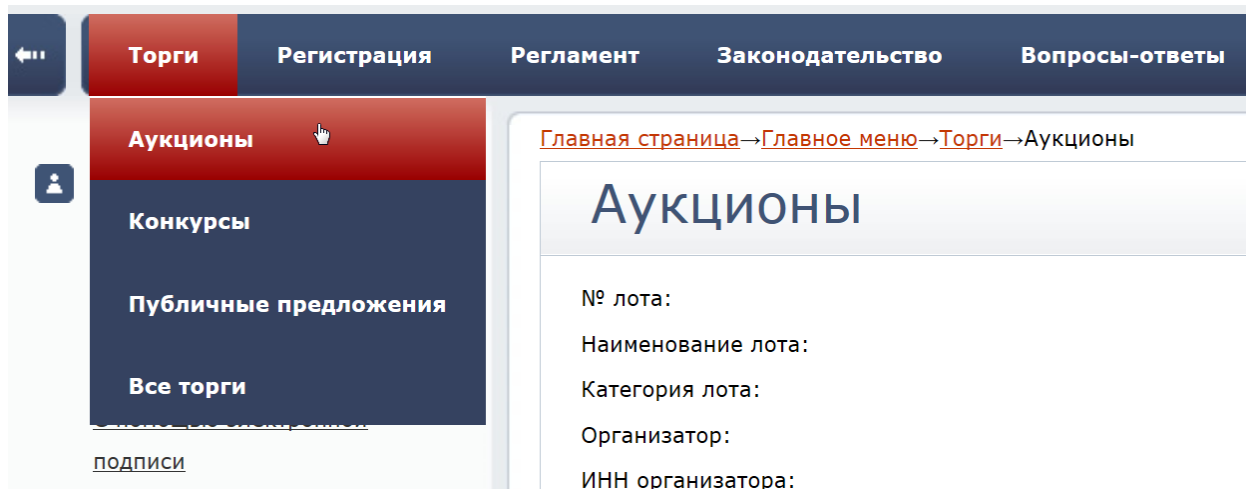 Торги Регистрация Регламент Законодательство Вопросы-ответы
Аукционы
Конкурсы
Публичные предложения
Все торги
подписи
Главная страница→Главное меню→Торги→Аукционы
Аукционы
№ лота:
Наименование лота:
Категория лота:
Организатор:
ИНН организатора: